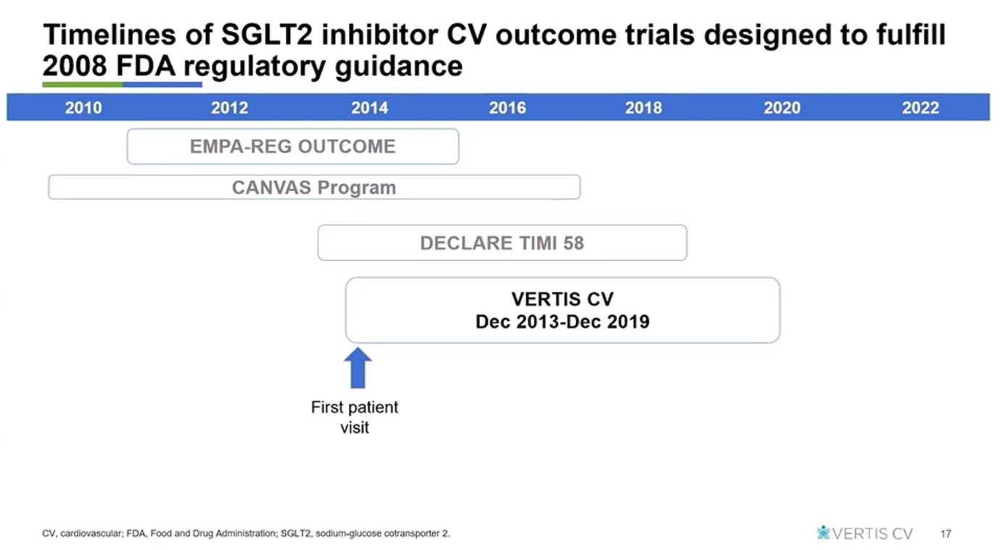 Timelines of SGLT2 inhibitor CV outcome trials designed to fulfill
2008 FDA regulatory guidance
2010 2012 2014 2016 2018 2020 2022
EMPA-REG OUTCOME
CANVAS Program
DECLARE TIMI 58
VERTIS CV
Dec 2013-Dec 2019
First patient
visit
CV, cardiovascular; FDA, Food and Drug Administration; SGLT2, sodium-glucose cotransporter 2.
VERTIS CV 17